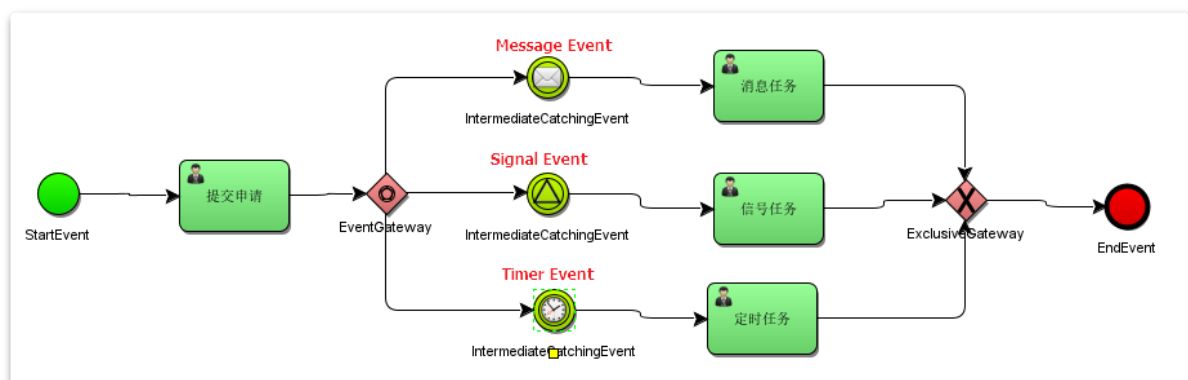 Message Event
IntermediateCatchingEvent
消息任务
Signal Event
IntermediateCatchingEvent
信号任务
StartEvent
提交申请
EventGateway
ExclusiveGateway
EndEvent
Timer Event
IntermediateCatchingEvent
定时任务